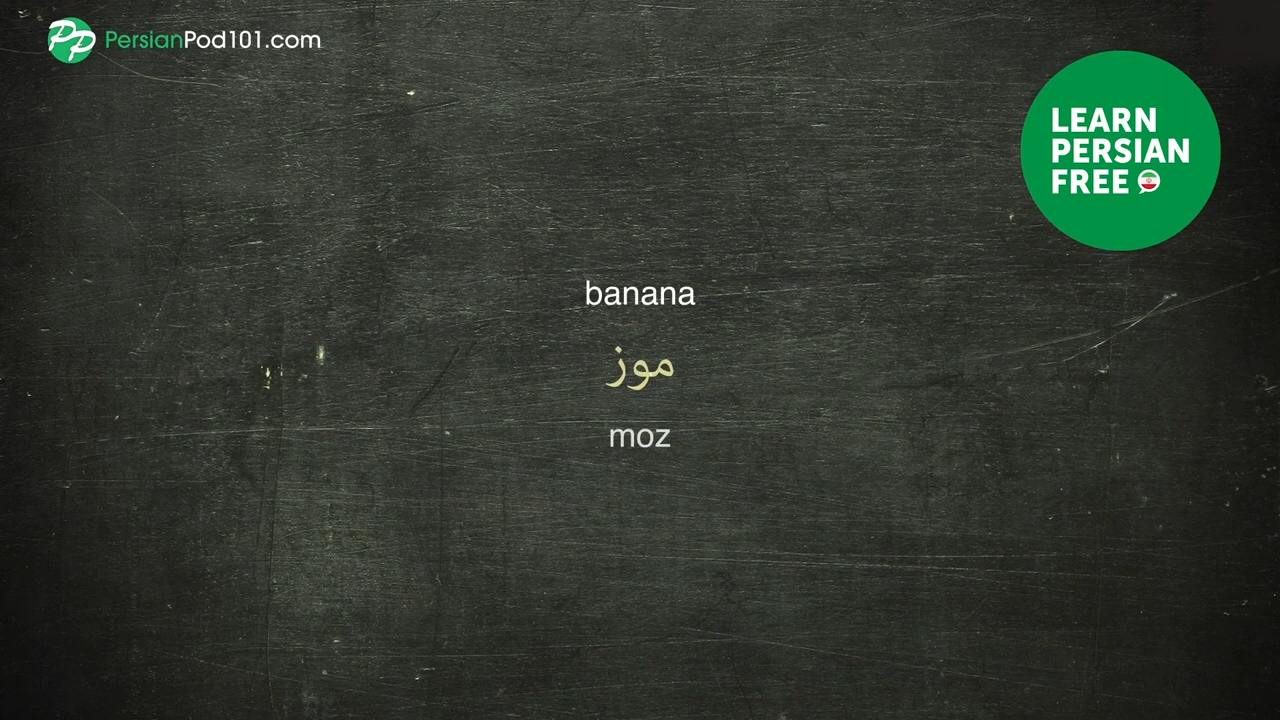 PersianPod101.com
LEARN
PERSIAN
FREE
banana
موز
moz